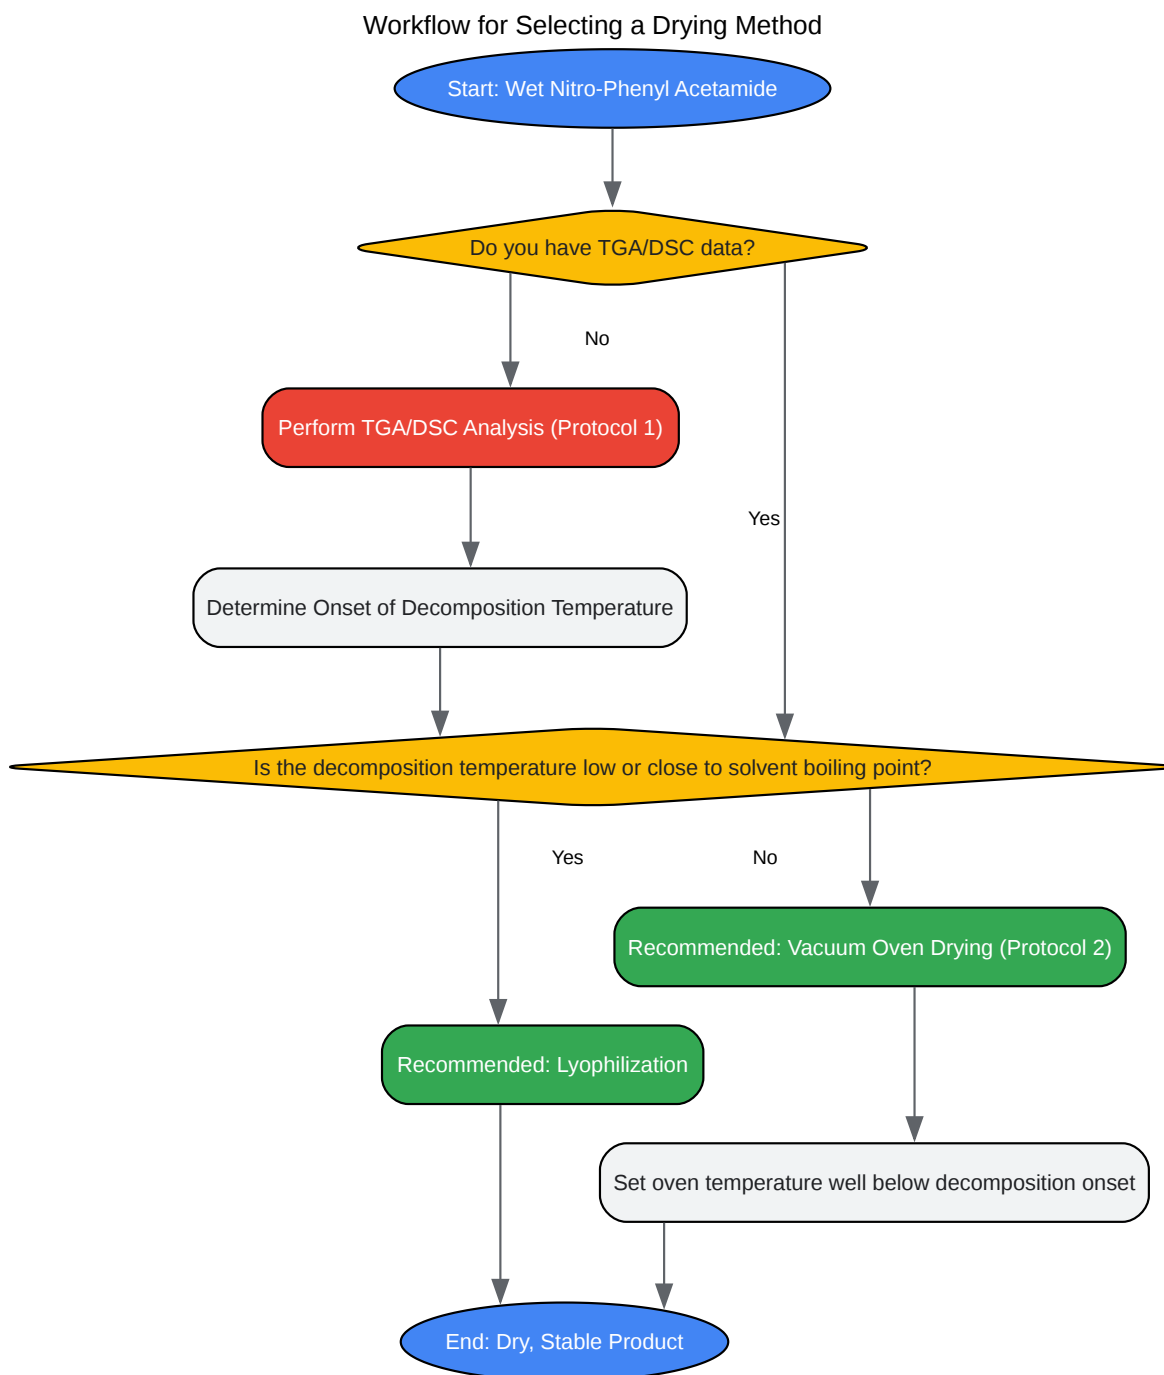 Workflow for Selecting a Drying Method
Start: Wet Nitro-Phenyl Acetamide
Do you have TGA/DSC data?
No
Perform TGA/DSC Analysis (Protocol 1)
Yes
Determine Onset of Decomposition Temperature
Is the decomposition temperature low or close to solvent boiling point?
Yes
No
Recommended: Vacuum Oven Drying (Protocol 2)
Recommended: Lyophilization
Set oven temperature well below decomposition onset
End: Dry, Stable Product